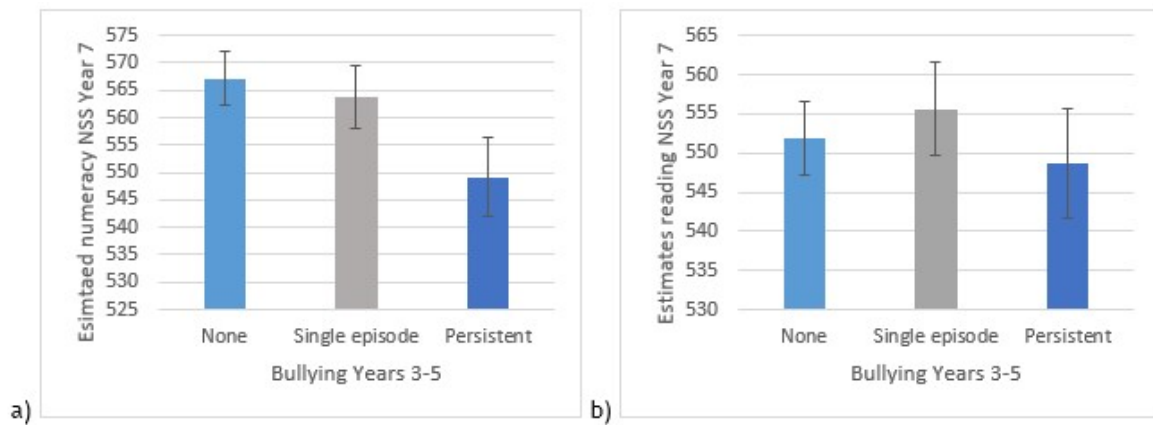 Esimtaed numeracy NSS Year 7
575
570
565
560
555
550
545
540
535
530
525
None Single episode Persistent
Bullying Years 3-5
a)
Estimates reading NSS Year 7
565
560
555
550
545
540
535
530
None Single episode Persistent
Bullying Years 3-5
b)